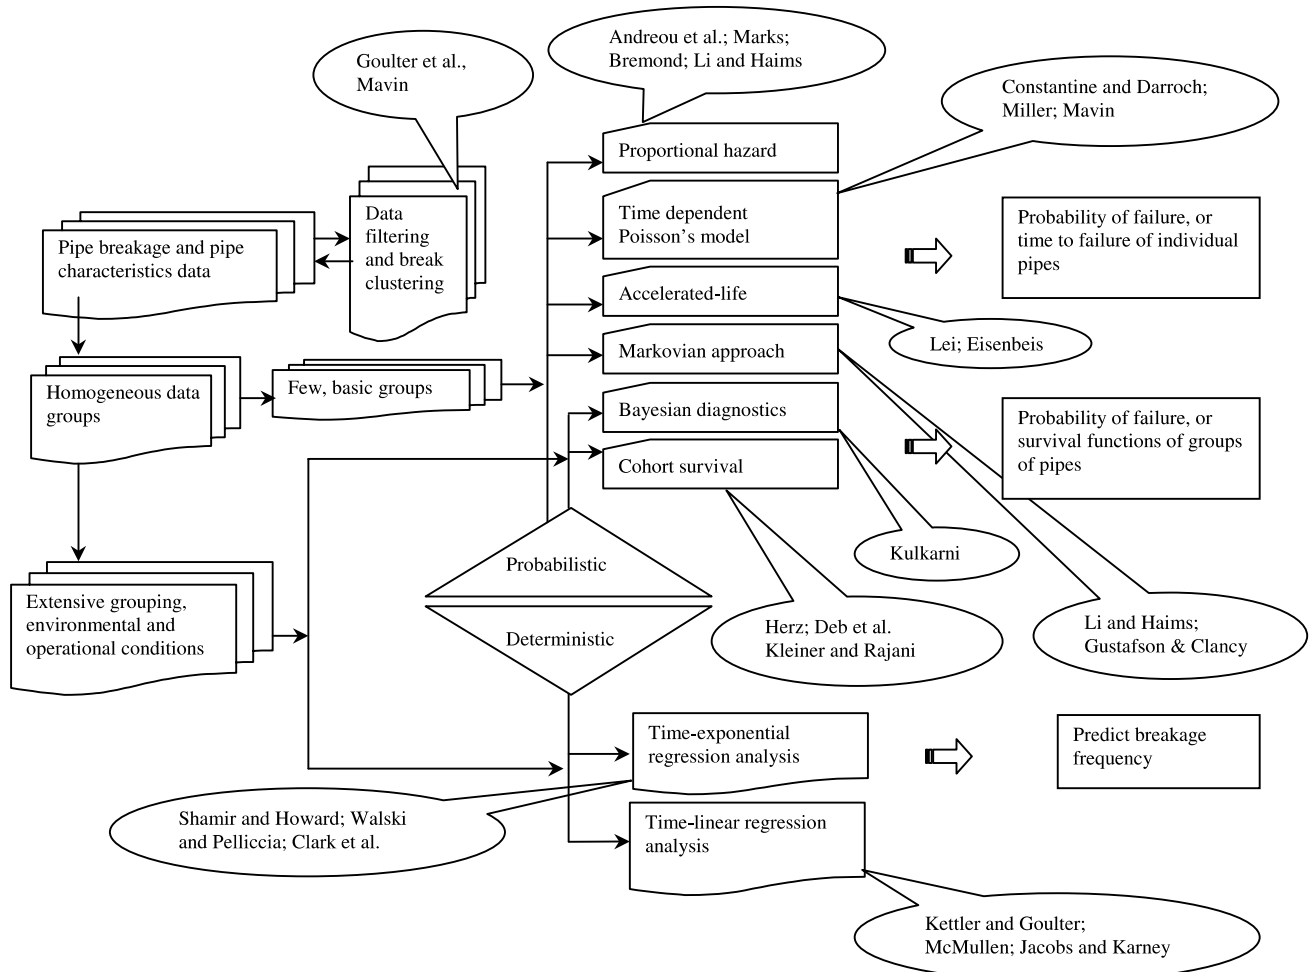 Goulter et al.,
Mavin
Andreou et al.; Marks;
Bremond; Li and Haims
Constantine and Darroch;
Miller; Mavin
Proportional hazard
Time dependent
Poisson's model
Probability of failure, or
time to failure of individual
pipes
Data
filtering
and break
clustering
Pipe breakage and pipe
characteristics data
Accelerated-life
Lei; Eisenbeis
Markovian approach
Homogeneous data
groups
Few, basic groups
Bayesian diagnostics
Probability of failure, or
survival functions of groups
of pipes
Cohort survival
Kulkarni
Probabilistic
Extensive grouping,
environmental and
operational conditions
Deterministic
Herz; Deb et al.
Kleiner and Rajani
Li and Haims;
Gustafson & Clancy
Time-exponential
regression analysis
Predict breakage
frequency
Shamir and Howard; Walski
and Pelliccia; Clark et al.
Time-linear regression
analysis
Kettler and Goulter;
McMullen; Jacobs and Karney